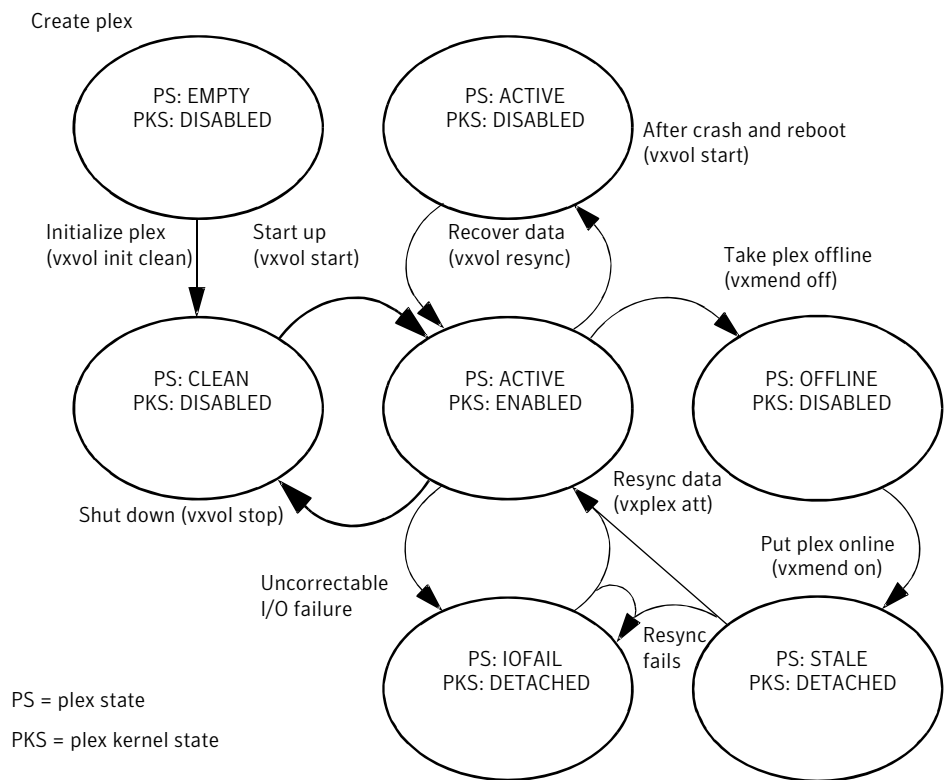 Create plex
PS: EMPTY
PKS: DISABLED
PS: ACTIVE
PKS: DISABLED
After crash and reboot
(vxvol start)
Initialize plex
(vxvol init clean)
Start up
(vxvol start)
Recover data
(vxvol resync)
Take plex offline
(vxmend off)
PS: CLEAN
PKS: DISABLED
PS: ACTIVE
PKS: ENABLED
PS: OFFLINE
PKS: DISABLED
Shut down (vxvol stop)
Resync data
(vxplex att)
Put plex online
(vxmend on)
Uncorrectable
I/O failure
PS: IOFAIL
PKS: DETACHED
Resync
fails
PS: STALE
PKS: DETACHED
PS = plex state
PKS = plex kernel state